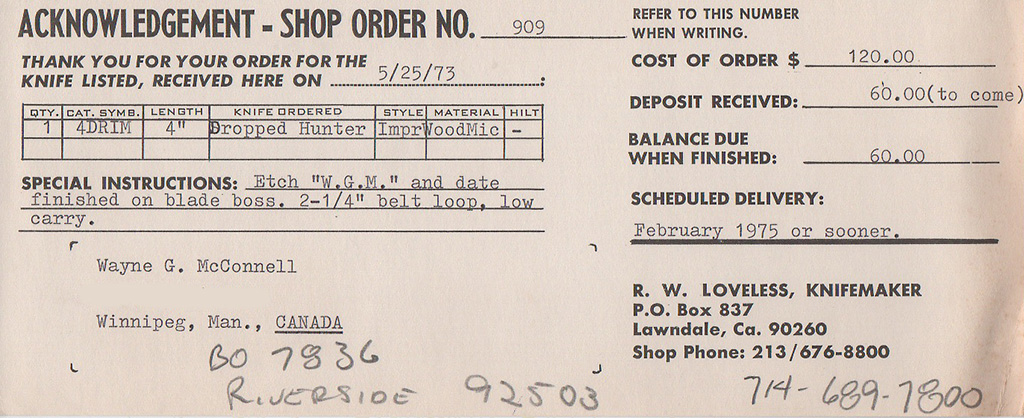 ACKNOWLEDGEMENT - SHOP ORDER NO. 909
REFER TO THIS NUMBER
WHEN WRITING.
THANK YOU FOR YOUR ORDER FOR THE
KNIFE LISTED, RECEIVED HERE ON 5/25/73 :
QTY. CAT. SYMB. LENGTH KNIFE ORDERED STYLE MATERIAL HILT
1 4DRIM 4" Dropped Hunter Impr WoodMic -
SPECIAL INSTRUCTIONS: Etch "W.G.M." and date
finished on blade boss. 2-1/4" belt loop, low
carry.
COST OF ORDER $ 120.00
DEPOSIT RECEIVED: 60.00(to come)
BALANCE DUE
WHEN FINISHED: 60.00
SCHEDULED DELIVERY:
February 1975 or sooner.
Wayne G. McConnell
Winnipeg, Man., CANADA
BO 7836
RIVERSIDE 92503
R. W. LOVELESS, KNIFEMAKER
P.O. Box 837
Lawndale, Ca. 90260
Shop Phone: 213/676-8800
714-689-7800